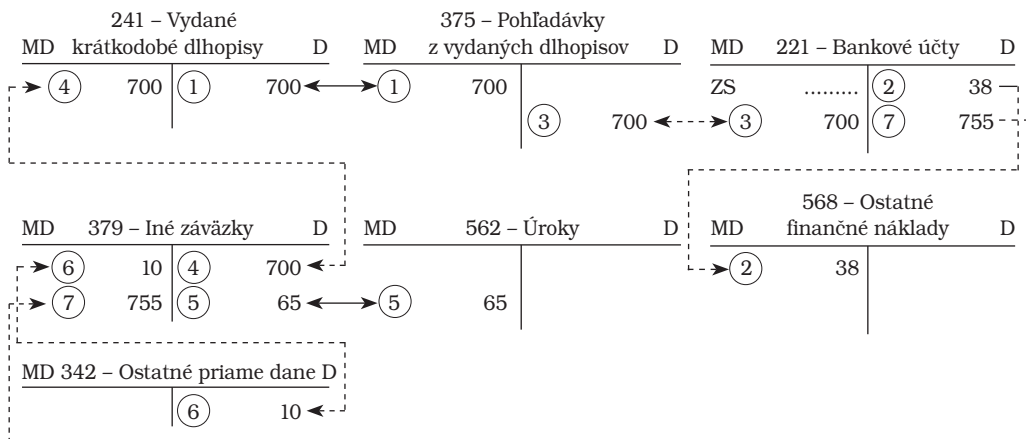 241 – Vydané
375 – Pohľadávky
MD krátkodobé dlhopisy D
MD z vydaných dlhopisov D
MD 221 – Bankové účty D
4 700 1 700
1 700
ZS ......... 2 38
3 700
3 700 7 755
568 – Ostatné
MD 379 – Iné záväzky D
MD 562 – Úroky D
MD finančné náklady D
6 10 4 700
2 38
7 755 5 65
5 65
MD 342 – Ostatné priame dane D
6 10